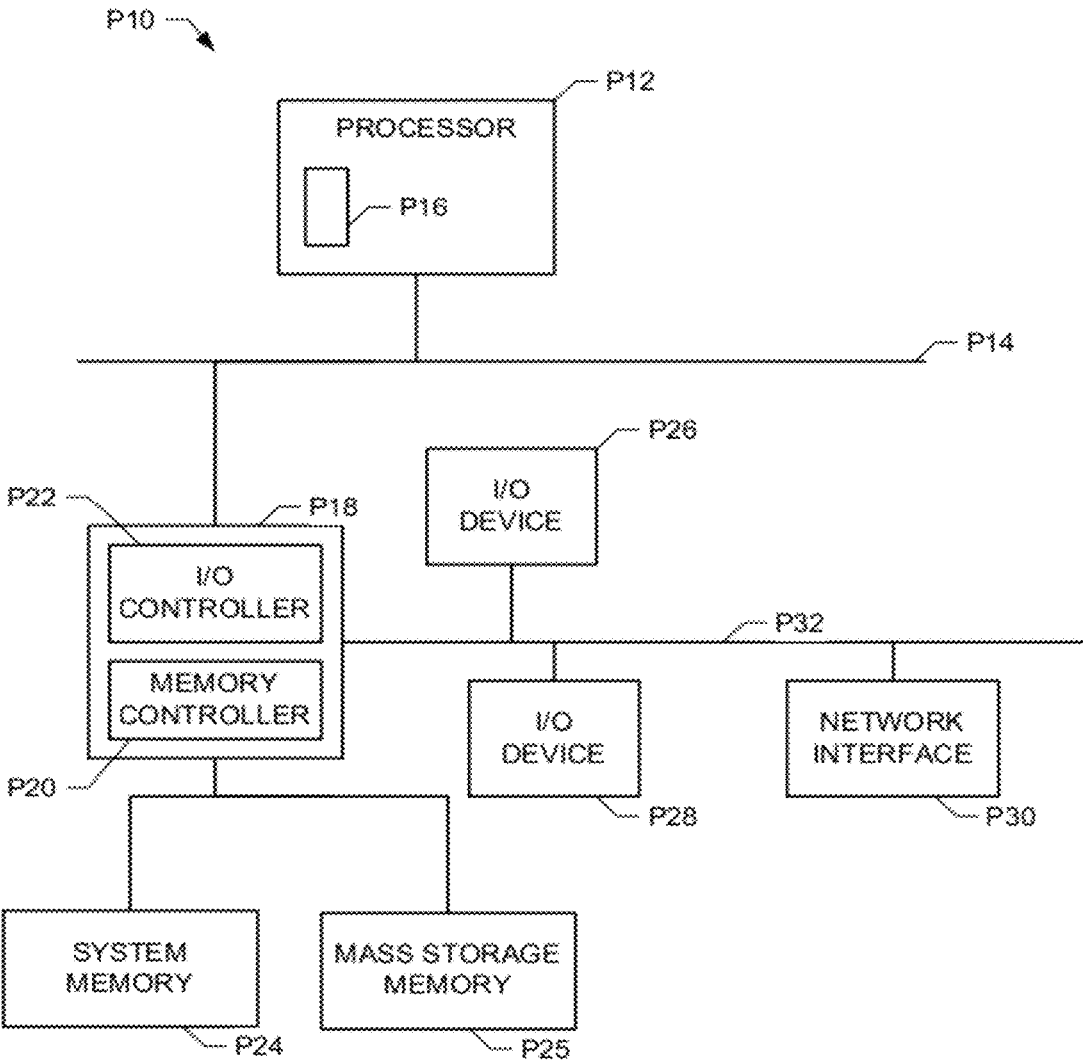 P10
P12
PROCESSOR
P16
P14
P26
I/O
DEVICE
P22
P18
I/O
CONTROLLER
P32
MEMORY
CONTROLLER
I/O
DEVICE
NETWORK
INTERFACE
P20
P28
P30
SYSTEM
MEMORY
MASS STORAGE
MEMORY
P24
P25